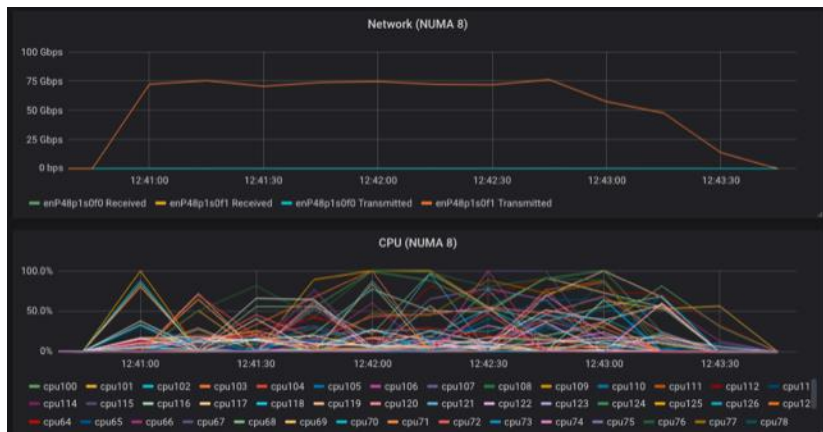 Network (NUMA 8)
100 Gbps
75 Gbps
50 Gbps
25 Gbps
0 bps
12:41:00 12:41:30 12:42:00 12:42:30 12:43:00 12:43:30
enP48p1s0f0 Received enP48p1s0f1 Received enP48p1s0f0 Transmitted enP48p1s0f1 Transmitted
CPU (NUMA 8)
100.0%
50.0%
0%
12:41:00 12:41:30 12:42:00 12:42:30 12:43:00 12:43:30
cpu100 cpu101 cpu102 cpu103 cpu104 cpu105 cpu106 cpu107 cpu108 cpu109 cpu110 cpu111 cpu112 cpu11
cpu114 cpu115 cpu116 cpu117 cpu118 cpu119 cpu120 cpu121 cpu122 cpu123 cpu124 cpu125 cpu126 cpu12
cpu64 cpu65 cpu66 cpu67 cpu68 cpu69 cpu70 cpu71 cpu72 cpu73 cpu74 cpu75 cpu76 cpu77 cpu78